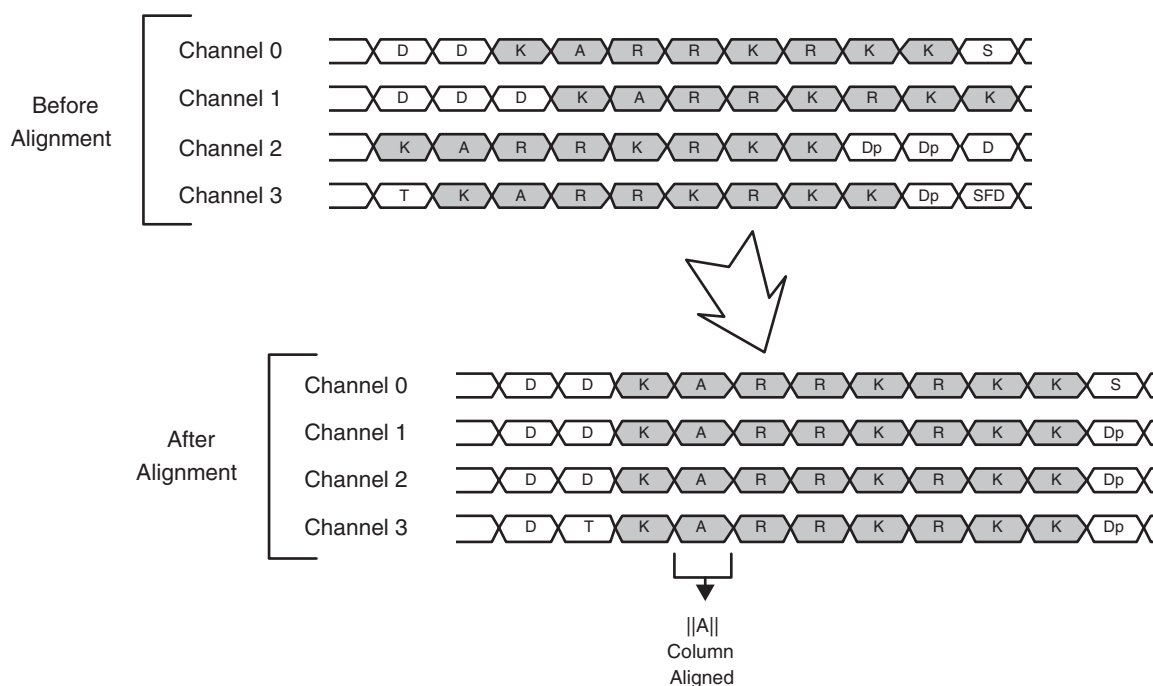 Before
Alignment
Channel 0 D D K A R R K R K K S
Channel 1 D D D K A R R K R K K
Channel 2 K A R R K R K K Dp Dp D
Channel 3 T K A R R K R K K Dp SFD
After
Alignment
Channel 0 D D K A R R K R K K S
Channel 1 D D K A R R K R K K Dp
Channel 2 D D K A R R K R K K Dp
Channel 3 D T K A R R K R K K Dp
||A||
Column
Aligned